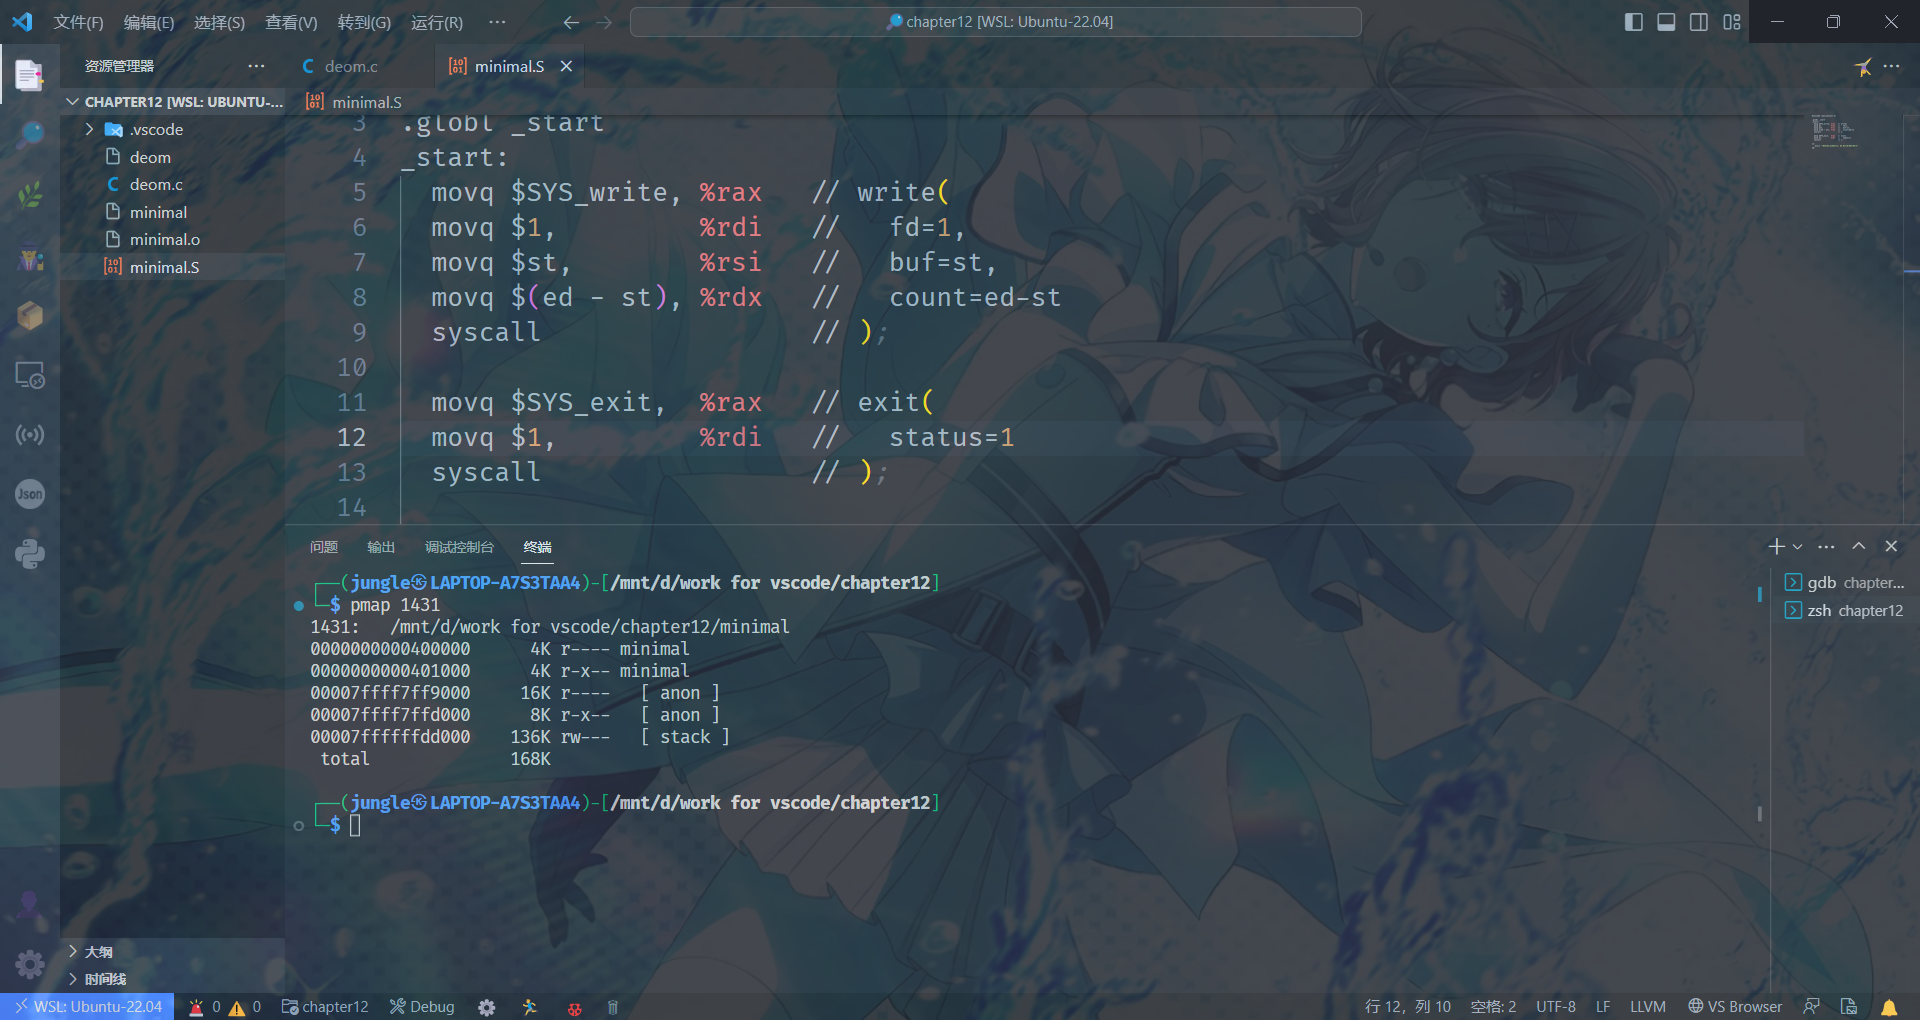 文件(F) 编辑(E) 选择(S) 查看(V) 转到(G) 运行(R) ··· chapter12 [WSL: Ubuntu-22.04]
资源管理器 ···
deom.c minimal.S
CHAPTER12 [WSL: UBUNTU-...
.vscode
deom
deom.c
minimal
minimal.o
minimal.S
大纲
时间线
minimal.S
3 .globl _start
4 _start:
5 movq $SYS_write, %rax // write(
6 movq $1, %rdi // fd=1,
7 movq $st, %rsi // buf=st,
8 movq $(ed - st), %rdx // count=ed-st
9 syscall // );
10
11 movq $SYS_exit, %rax // exit(
12 movq $1, %rdi // status=1
13 syscall // );
14
问题 输出 调试控制台 终端
┌──(jungle㉿LAPTOP-A7S3TAA4)-[/mnt/d/work for vscode/chapter12]
└─$ pmap 1431
1431: /mnt/d/work for vscode/chapter12/minimal
0000000000400000 4K r---- minimal
0000000000401000 4K r-x-- minimal
00007ffff7ff9000 16K r---- [ anon ]
00007ffff7ffd000 8K r-x-- [ anon ]
00007ffffffdd000 136K rw--- [ stack ]
total 168K
┌──(jungle㉿LAPTOP-A7S3TAA4)-[/mnt/d/work for vscode/chapter12]
└─$
gdb chapter...
zsh chapter12
Json
WSL: Ubuntu-22.04 0 0 chapter12 Debug 行 12，列 10 空格: 2 UTF-8 LF LLVM VS Browser